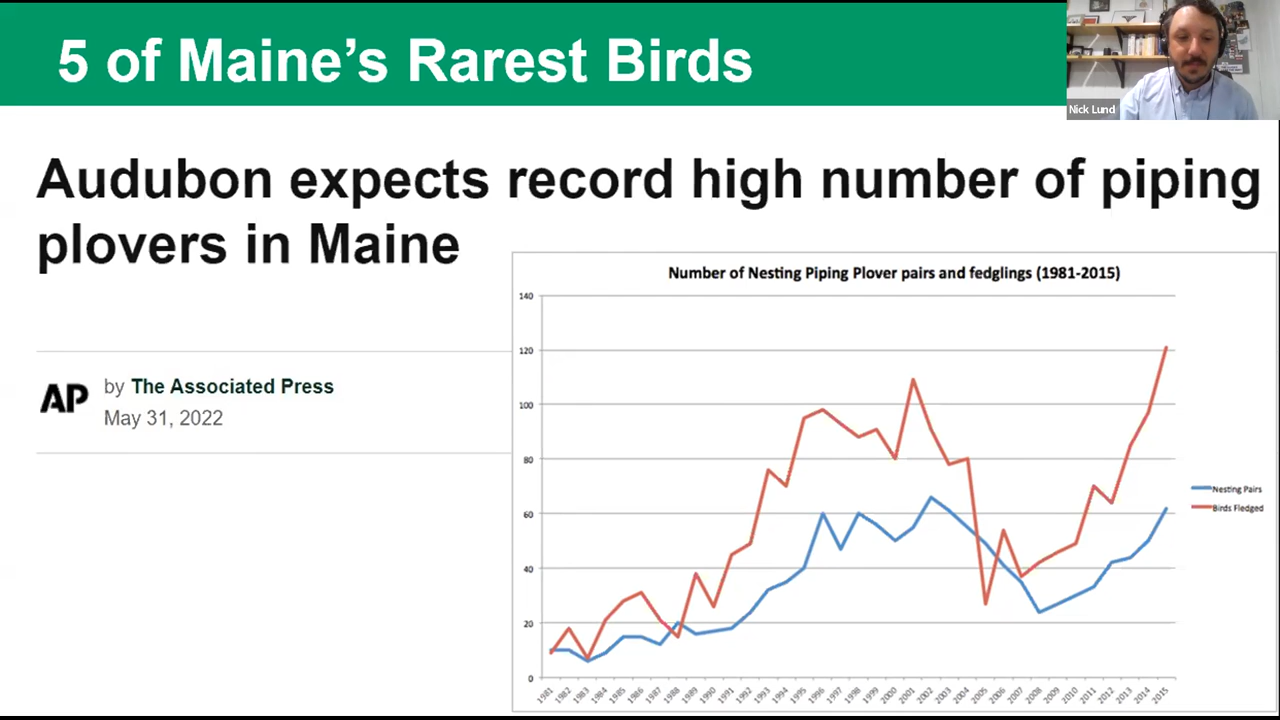 5 of Maine's Rarest Birds
Nick Lund
Audubon expects record high number of piping
plovers in Maine
AP
by The Associated Press
May 31, 2022
Number of Nesting Piping Plover pairs and fedglings (1981-2015)
140
120
100
80
60
40
20
0
1981 1982 1983 1984 1985 1986 1987 1988 1989 1990 1991 1992 1993 1994 1995 1996 1997 1998 1999 2000 2001 2002 2003 2004 2005 2006 2007 2008 2009 2010 2011 2012 2013 2014 2015
Nesting Pairs
Birds Fledged